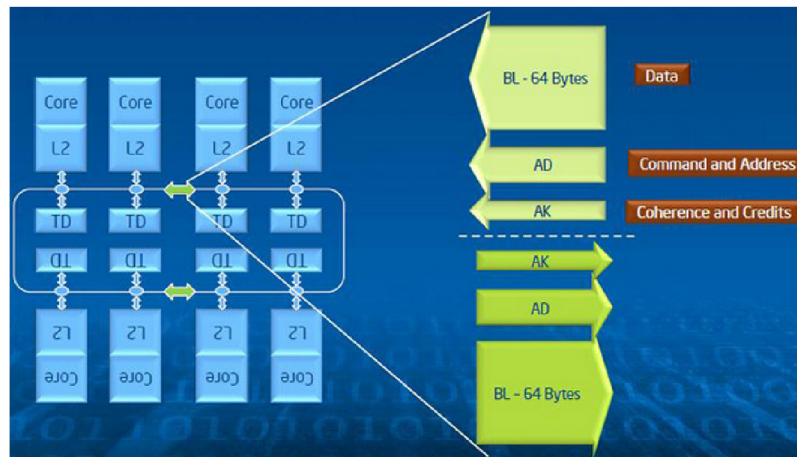 Core Core Core Core
L2 L2 L2 L2
TD TD TD TD
TD TD TD TD
L2 L2 L2 L2
Core Core Core Core
BL - 64 Bytes
Data
AD
Command and Address
AK
Coherence and Credits
AK
AD
BL - 64 Bytes